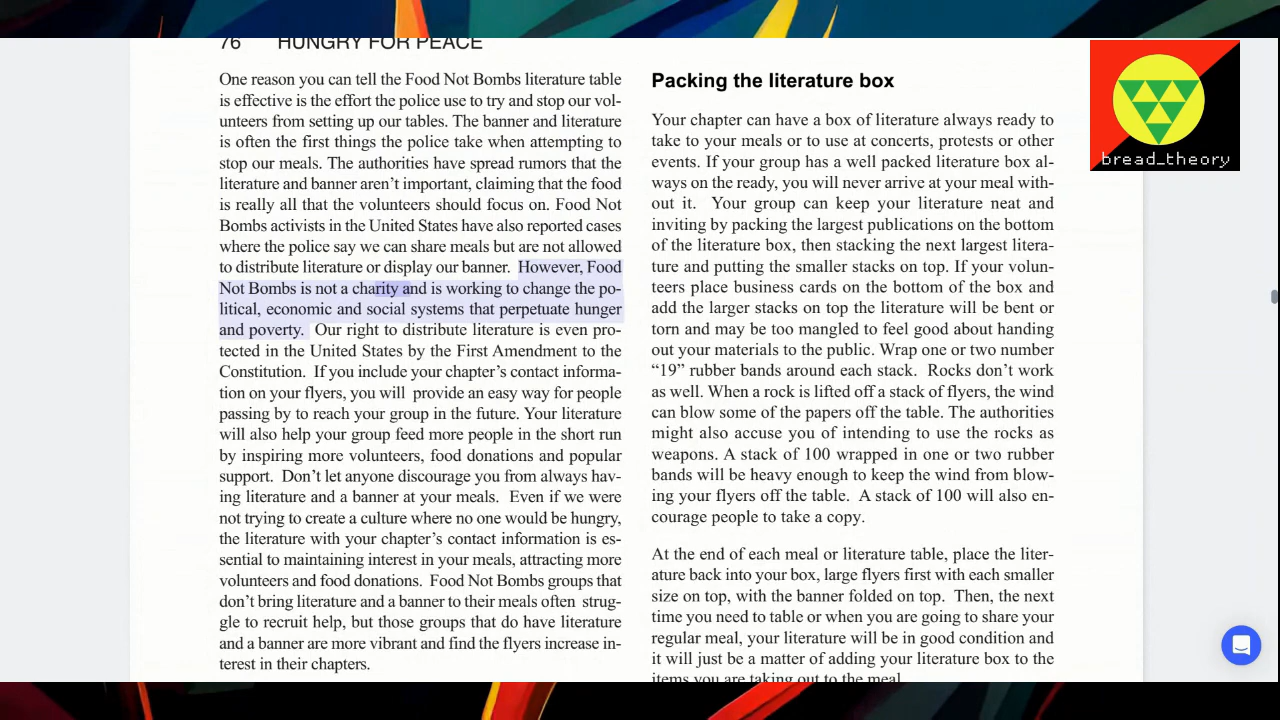 76 HUNGRY FOR PEACE
One reason you can tell the Food Not Bombs literature table
is effective is the effort the police use to try and stop our vol-
unteers from setting up our tables. The banner and literature
is often the first things the police take when attempting to
stop our meals. The authorities have spread rumors that the
literature and banner aren’t important, claiming that the food
is really all that the volunteers should focus on. Food Not
Bombs activists in the United States have also reported cases
where the police say we can share meals but are not allowed
to distribute literature or display our banner. However, Food
Not Bombs is not a charity and is working to change the po-
litical, economic and social systems that perpetuate hunger
and poverty. Our right to distribute literature is even pro-
tected in the United States by the First Amendment to the
Constitution. If you include your chapter’s contact informa-
tion on your flyers, you will provide an easy way for people
passing by to reach your group in the future. Your literature
will also help your group feed more people in the short run
by inspiring more volunteers, food donations and popular
support. Don’t let anyone discourage you from always hav-
ing literature and a banner at your meals. Even if we were
not trying to create a culture where no one would be hungry,
the literature with your chapter’s contact information is es-
sential to maintaining interest in your meals, attracting more
volunteers and food donations. Food Not Bombs groups that
don’t bring literature and a banner to their meals often strug-
gle to recruit help, but those groups that do have literature
and a banner are more vibrant and find the flyers increase in-
terest in their chapters.
Packing the literature box
Your chapter can have a box of literature always ready to
take to your meals or to use at concerts, protests or other
events. If your group has a well packed literature box al-
ways on the ready, you will never arrive at your meal with-
out it. Your group can keep your literature neat and
inviting by packing the largest publications on the bottom
of the literature box, then stacking the next largest litera-
ture and putting the smaller stacks on top. If your volun-
teers place business cards on the bottom of the box and
add the larger stacks on top the literature will be bent or
torn and may be too mangled to feel good about handing
out your materials to the public. Wrap one or two number
“19” rubber bands around each stack. Rocks don’t work
as well. When a rock is lifted off a stack of flyers, the wind
can blow some of the papers off the table. The authorities
might also accuse you of intending to use the rocks as
weapons. A stack of 100 wrapped in one or two rubber
bands will be heavy enough to keep the wind from blow-
ing your flyers off the table. A stack of 100 will also en-
courage people to take a copy.
At the end of each meal or literature table, place the liter-
ature back into your box, large flyers first with each smaller
size on top, with the banner folded on top. Then, the next
time you need to table or when you are going to share your
regular meal, your literature will be in good condition and
it will just be a matter of adding your literature box to the
items you are taking out to the meal.
bread_theory